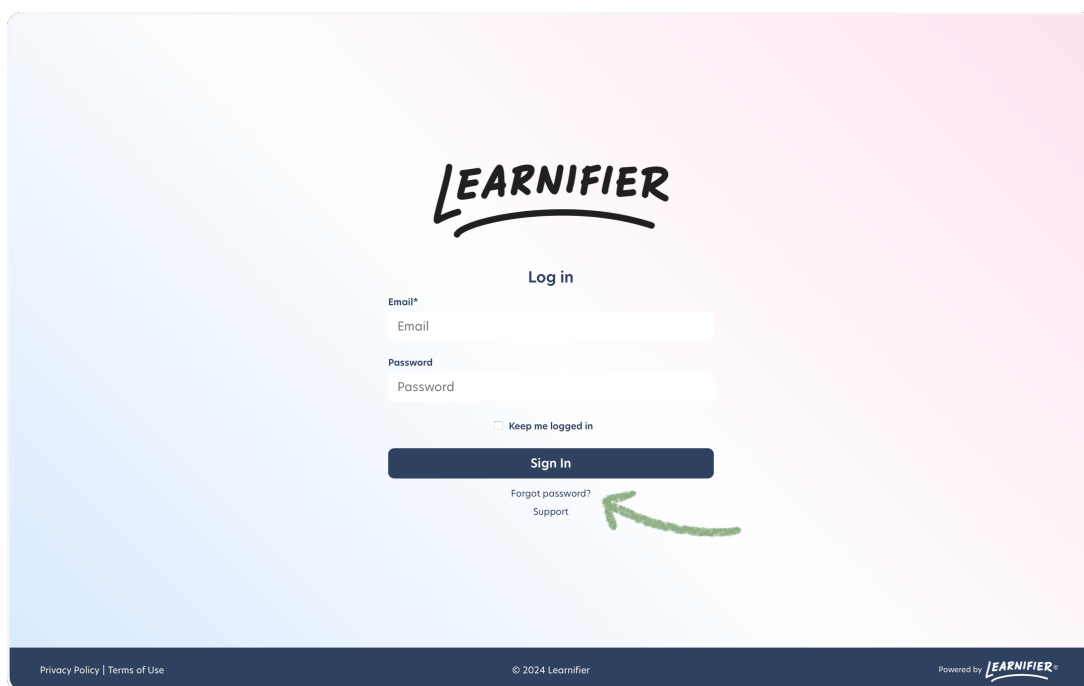 LEARNIFIER
Log in
Email*
Email
Password
Password
Keep me logged in
Sign In
Forgot password?
Support
Privacy Policy | Terms of Use
© 2024 Learnifier
Powered by LEARNIFIER®